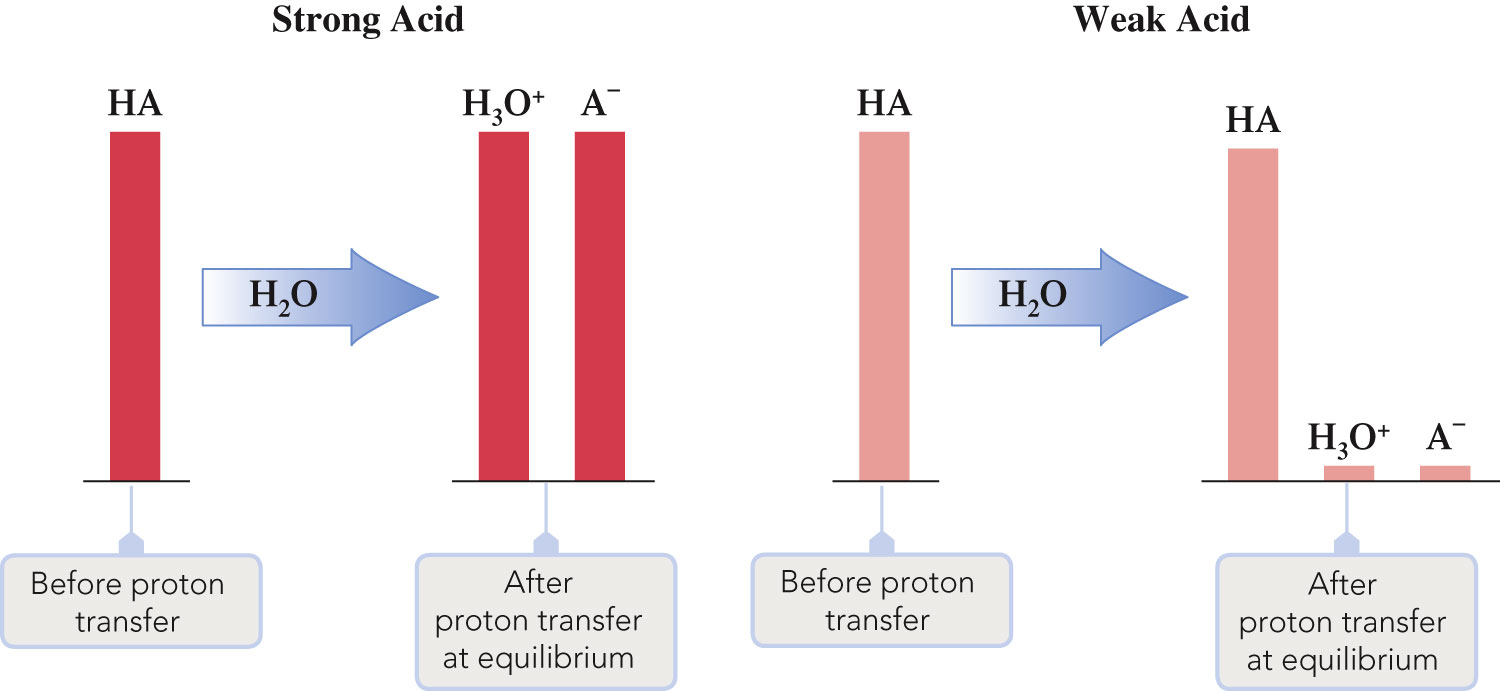 Strong Acid
HA
H₃O⁺ A⁻
H₂O
Before proton
transfer
After
proton transfer
at equilibrium
Weak Acid
HA
HA
H₂O
H₃O⁺ A⁻
Before proton
transfer
After
proton transfer
at equilibrium